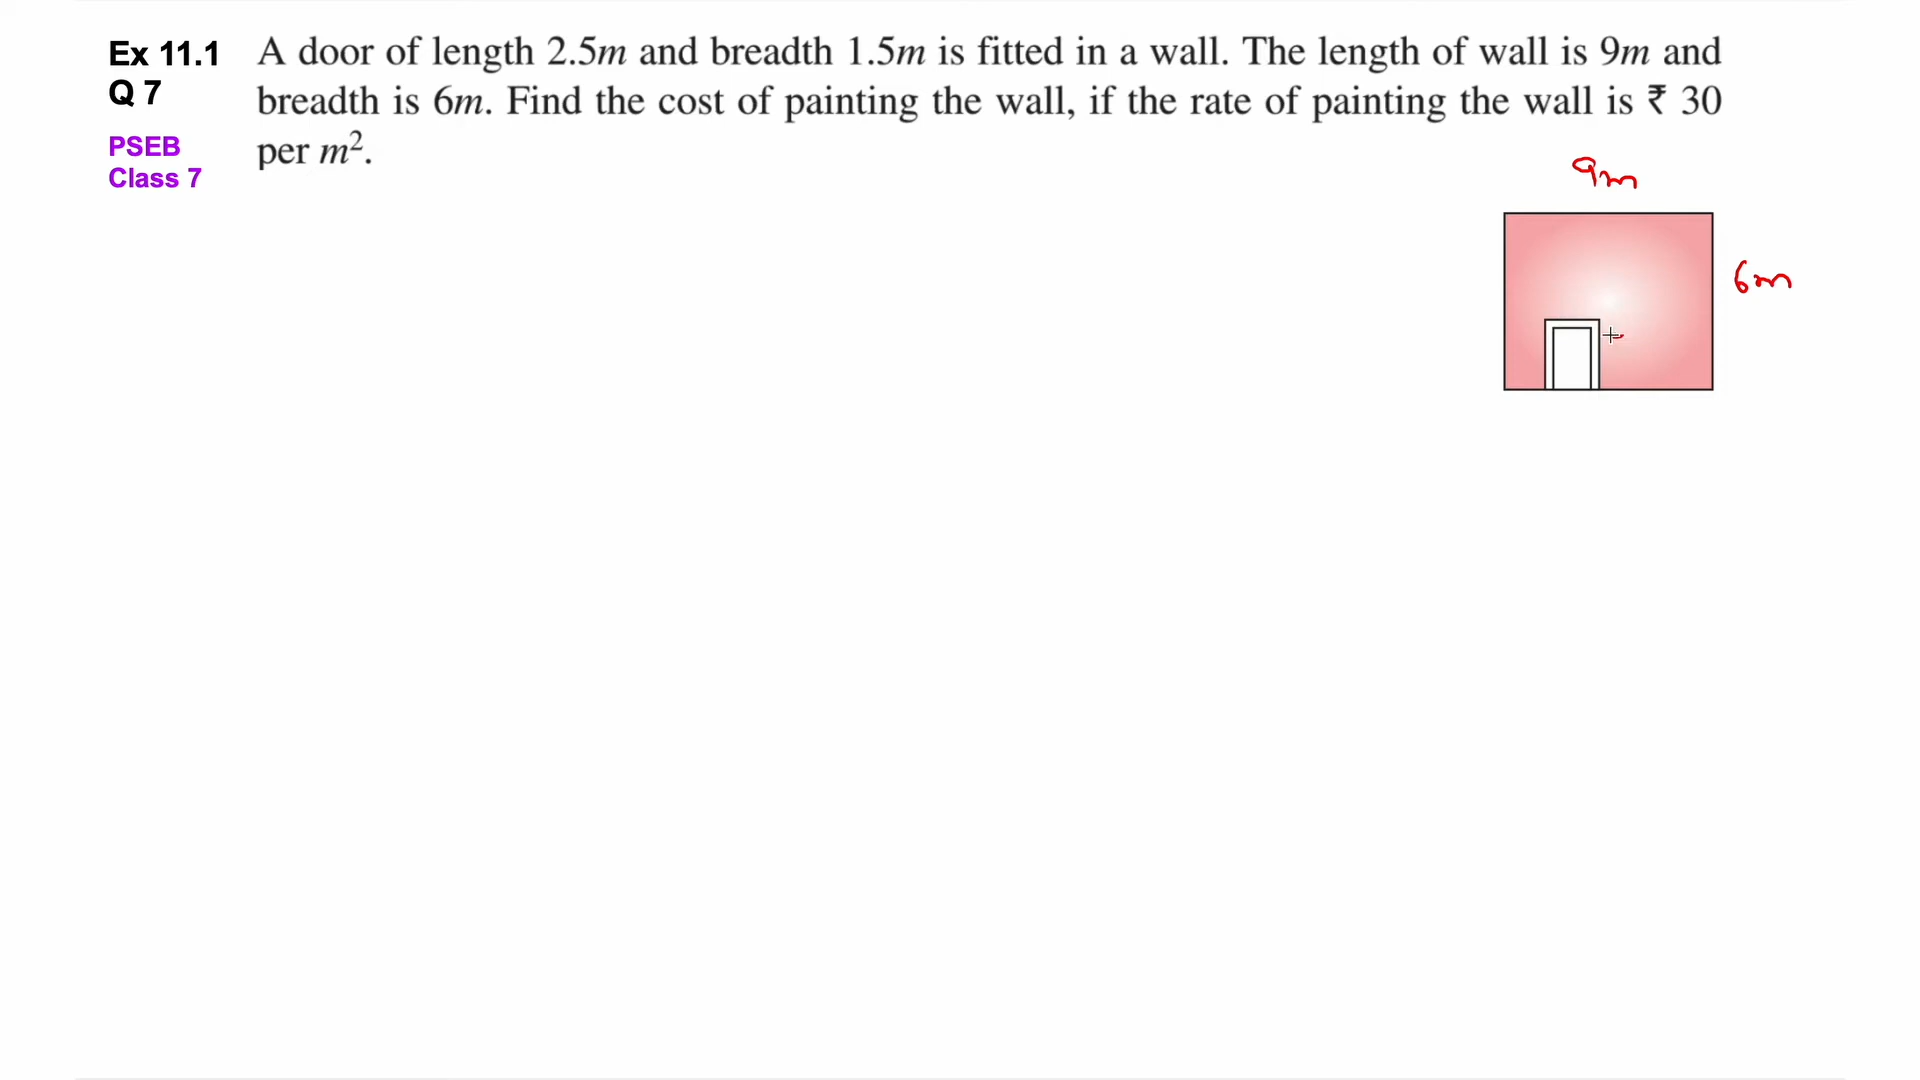 Ex 11.1
Q 7
PSEB
Class 7
A door of length 2.5m and breadth 1.5m is fitted in a wall. The length of wall is 9m and
breadth is 6m. Find the cost of painting the wall, if the rate of painting the wall is ₹ 30
per m².
9m
6m